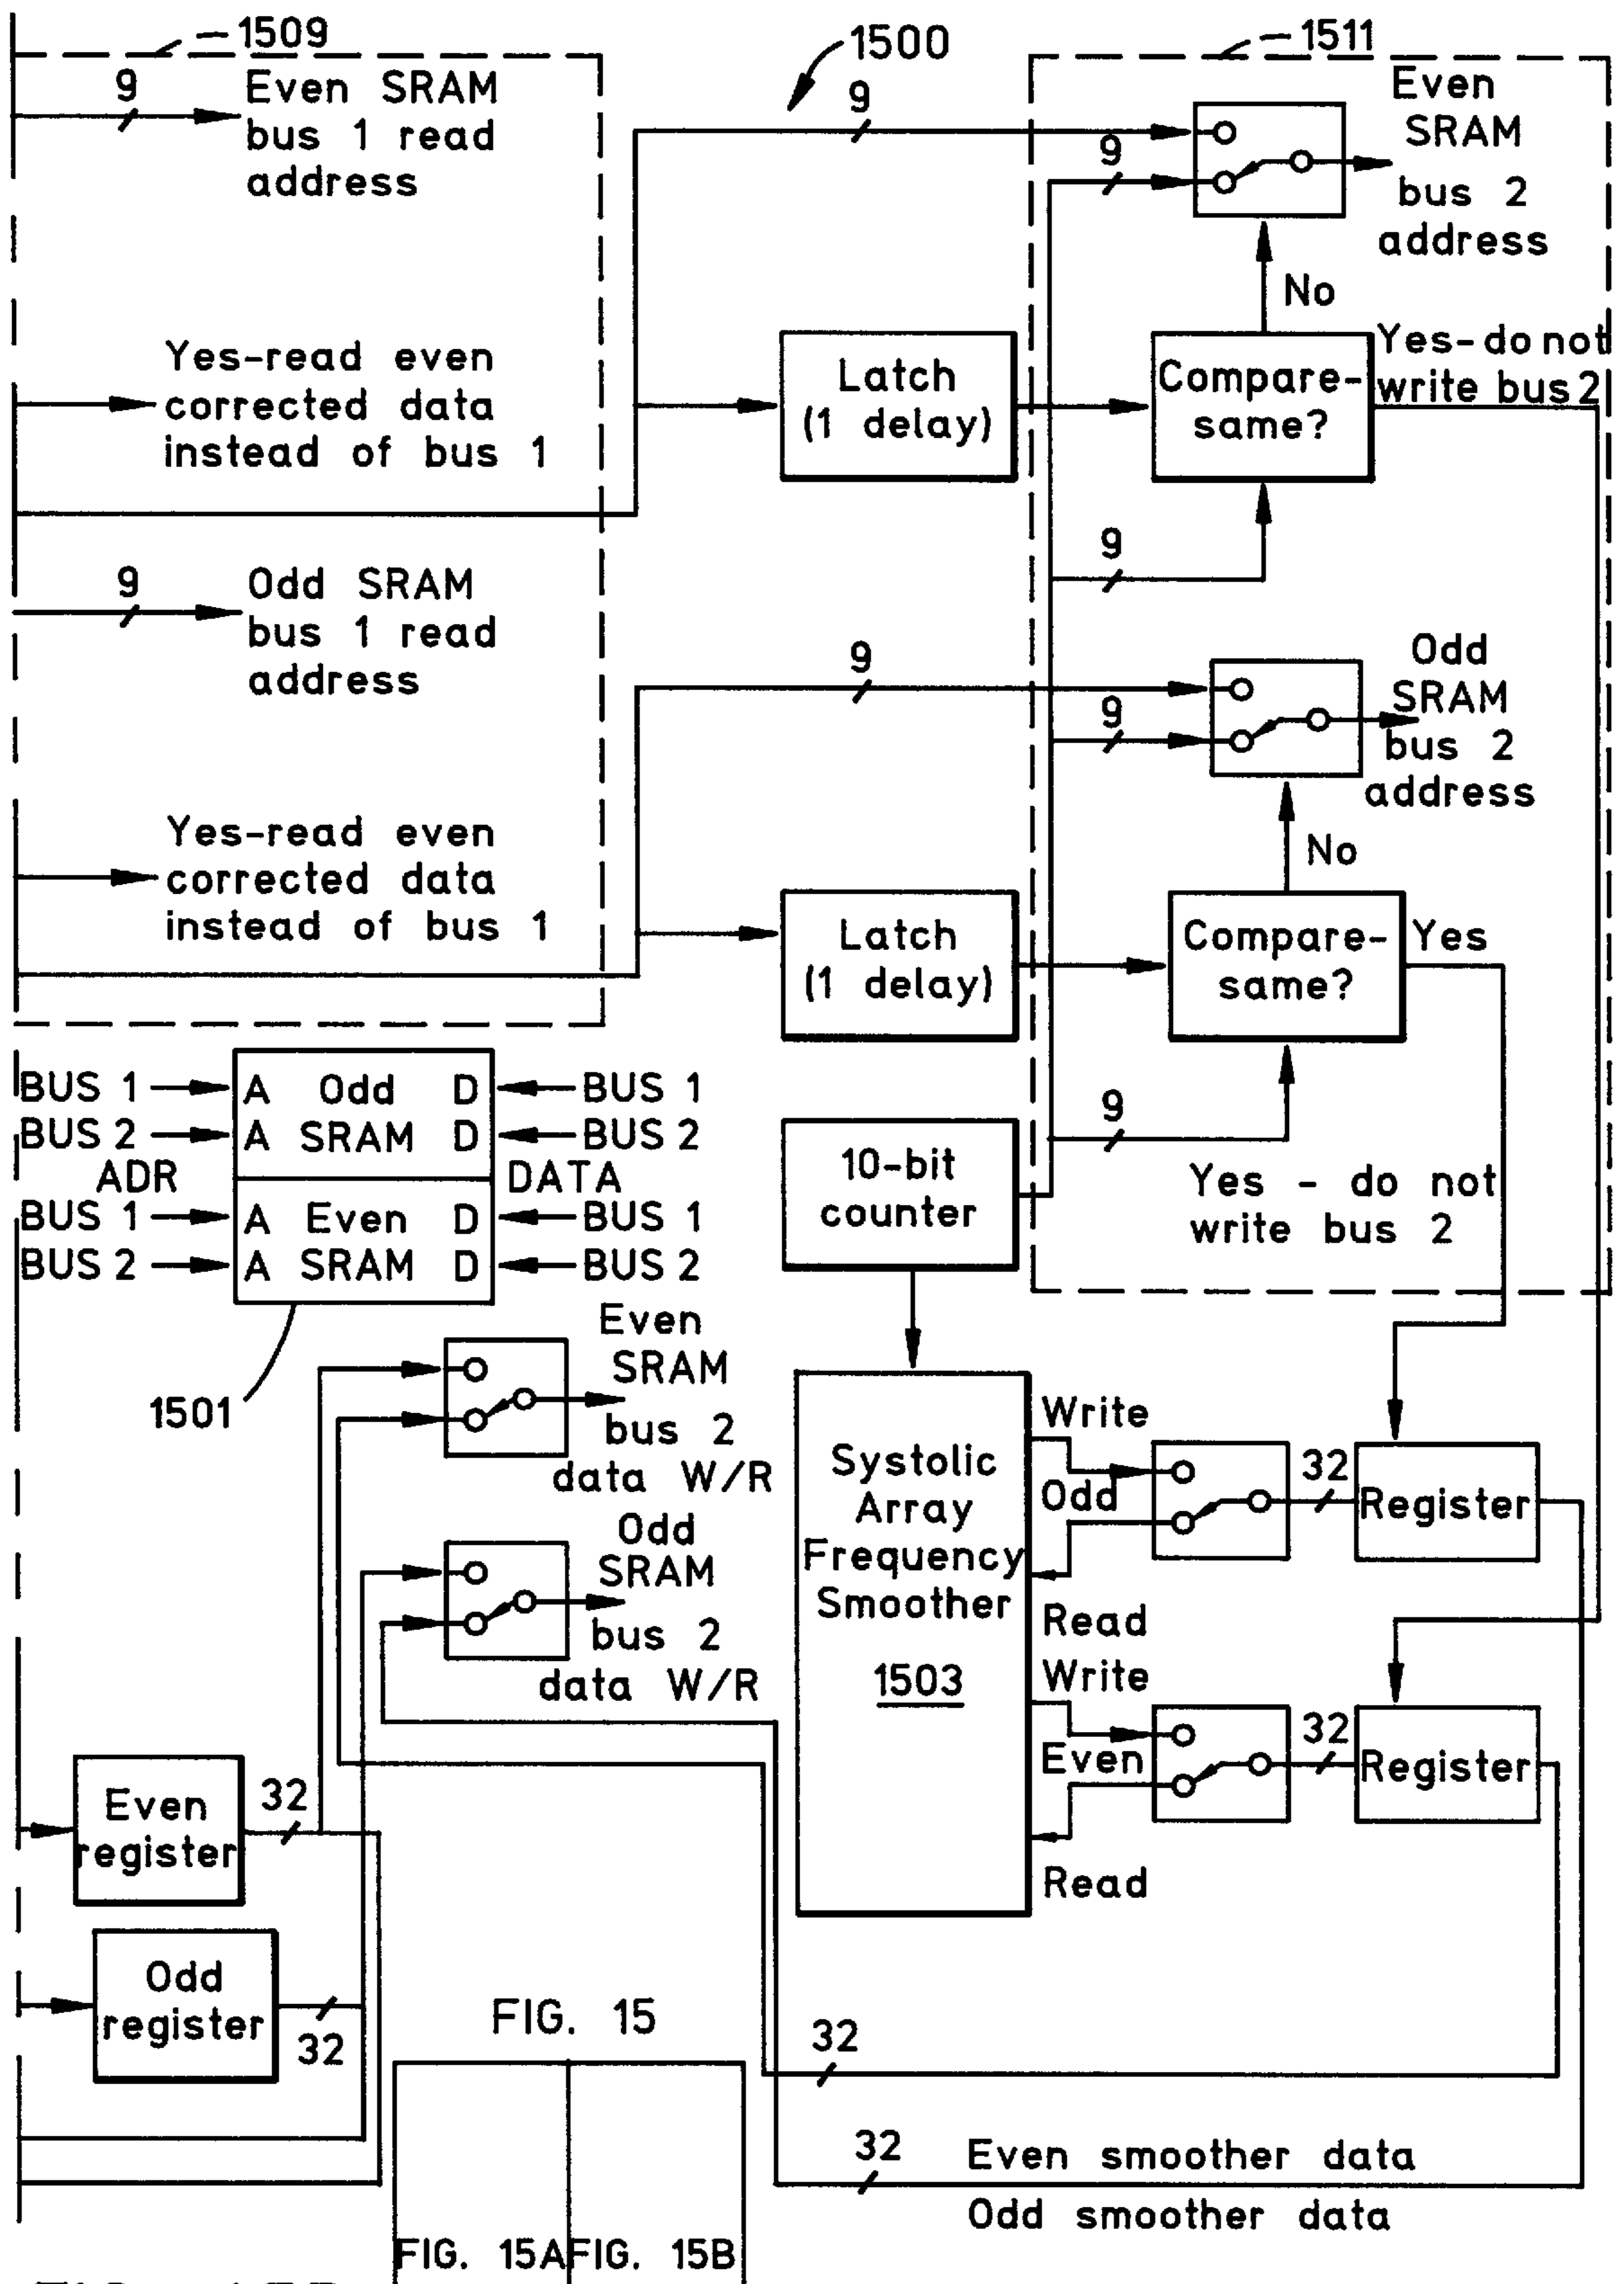 1509
1500
1511
9
Even SRAM
bus 1 read
address
9
9
Even
SRAM
bus 2
address
No
Yes-read even
corrected data
instead of bus 1
Latch
(1 delay)
Compare-
same?
Yes-do not
write bus 2
9
9
Odd SRAM
bus 1 read
address
9
9
Odd
SRAM
bus 2
address
No
Yes-read even
corrected data
instead of bus 1
Latch
(1 delay)
Compare-
same?
Yes
9
Yes - do not
write bus 2
BUS 1 A Odd D BUS 1
BUS 2 A SRAM D BUS 2
ADR DATA
BUS 1 A Even D BUS 1
BUS 2 A SRAM D BUS 2
1501
10-bit
counter
Even
SRAM
bus 2
data W/R
Odd
SRAM
bus 2
data W/R
Systolic
Array
Frequency
Smoother
1503
Write
Odd
Read
32
Register
Write
Even
Read
32
Register
Even
register
32
Odd
register
32
32
32
Even smoother data
Odd smoother data
FIG. 15
FIG. 15A
FIG. 15B